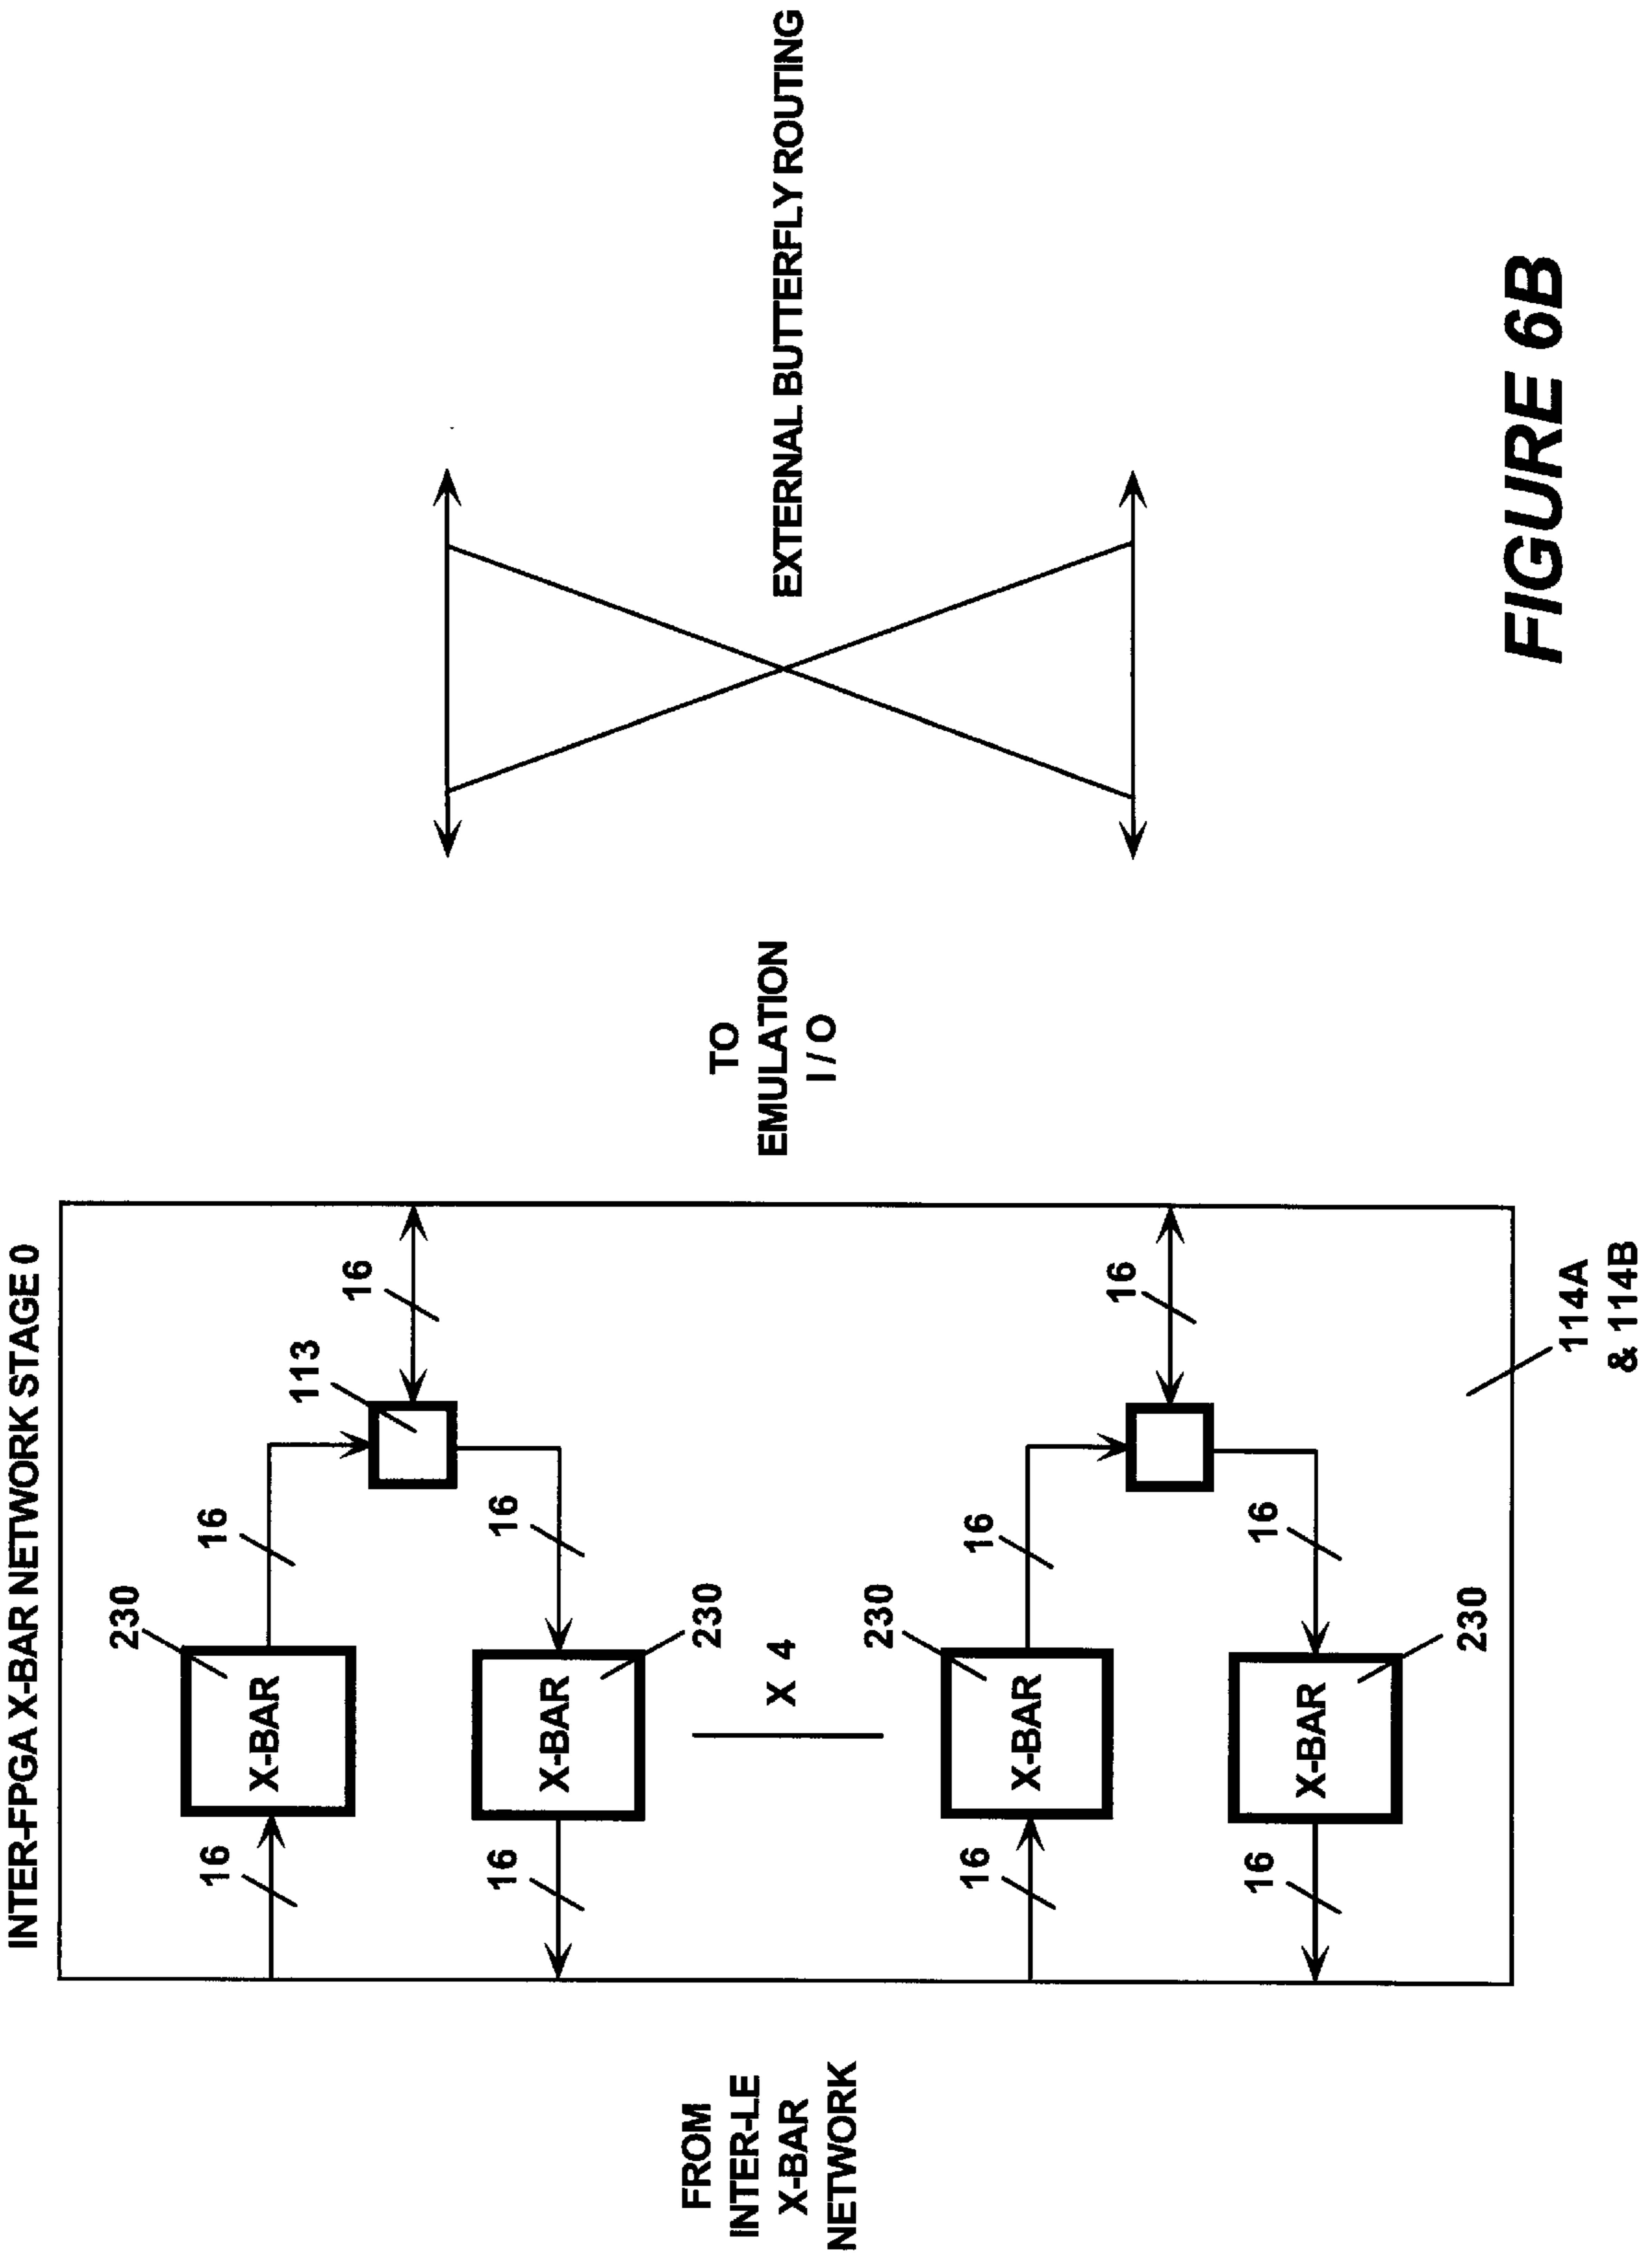 INTER-FPGA X-BAR NETWORK STAGE 0
FROM
INTER-LE
X-BAR
NETWORK
16
230
X-BAR
16
113
16
16
X-BAR
230
16
X 4
16
230
X-BAR
16
16
16
X-BAR
230
16
114A
& 114B
TO
EMULATION
I / O
EXTERNAL BUTTERFLY ROUTING
FIGURE 6B